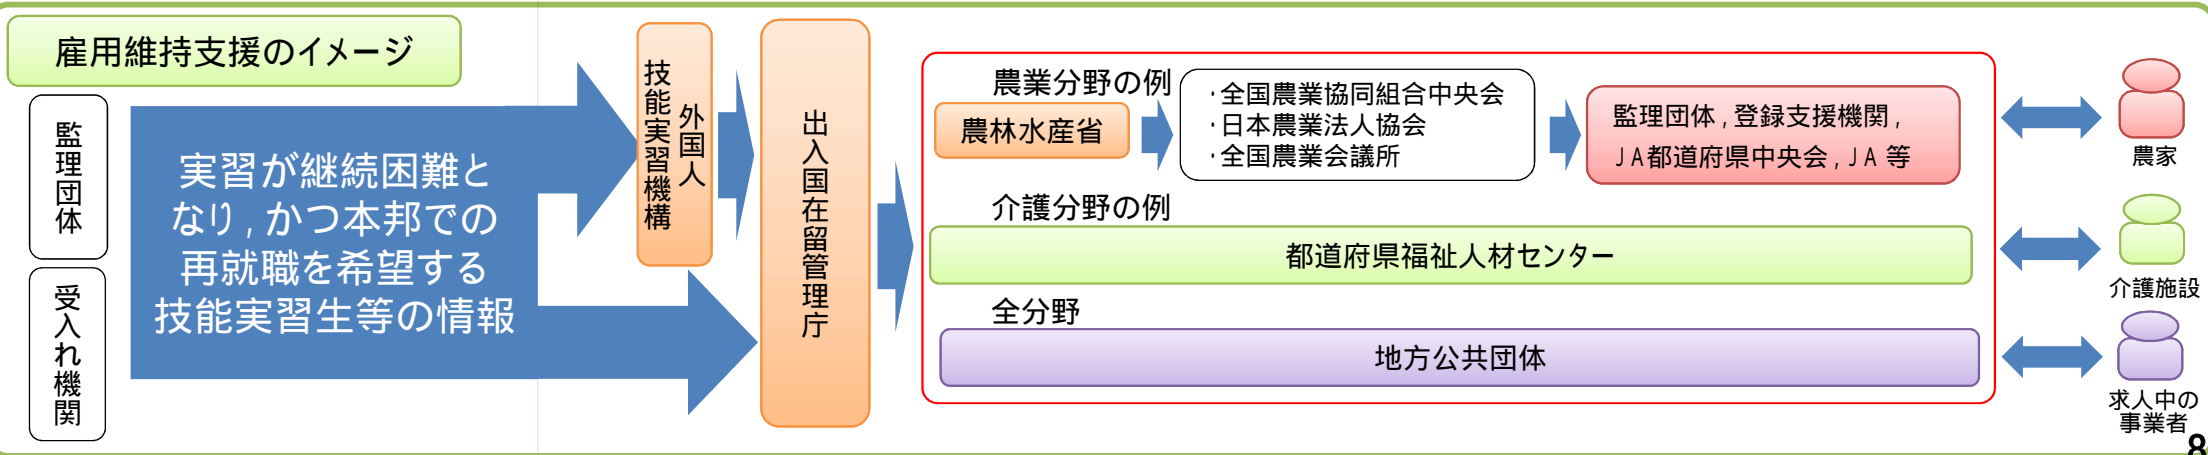 雇用維持支援のイメージ
監理団体
受入れ機関
実習が継続困難と
なり,かつ本邦での
再就職を希望する
技能実習生等の情報
外国人
技能実習機構
出入国在留管理庁
農業分野の例
農林水産省
･全国農業協同組合中央会
･日本農業法人協会
･全国農業会議所
監理団体,登録支援機関,
JA都道府県中央会,JA等
農家
介護分野の例
都道府県福祉人材センター
介護施設
全分野
地方公共団体
求人中の
事業者
8